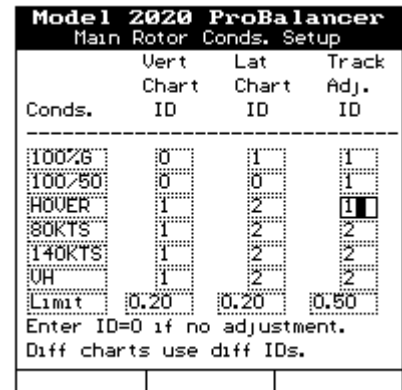 Model 2020 ProBalancer
Main Rotor Conds. Setup
Vert Lat Track
Chart Chart Adj.
Conds. ID ID ID
100%G 0 1 1
100/50 0 0 1
HOVER 1 2 1
80KTS 1 2 2
140KTS 1 2 2
VH 1 2 2
Limit 0.20 0.20 0.50
Enter ID=0 if no adjustment.
Diff charts use diff IDs.